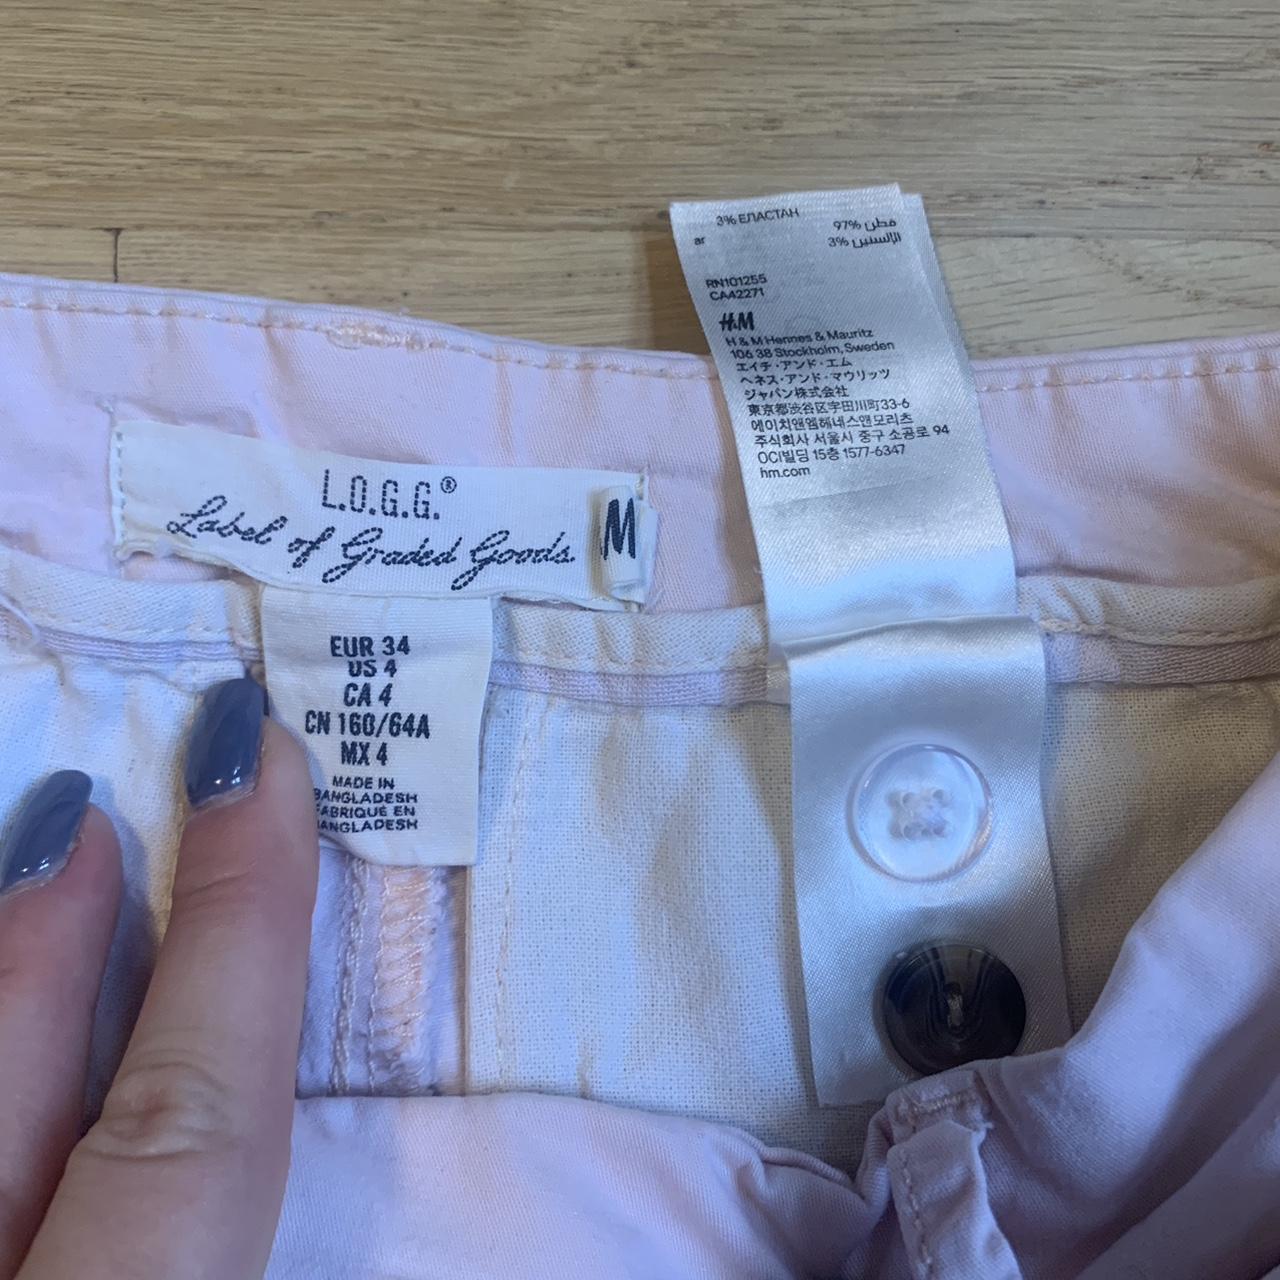 L.O.G.G.®
Label of Graded Goods
M
EUR 34
US 4
CA 4
CN 160/64A
MX 4
MADE IN
BANGLADESH
FABRIQUÉ EN
BANGLADESH
3% ЕЛАСТАН
ar
قطن 97%
الإلستين 3%
RN101255
CA42271
H&M
H & M Hennes & Mauritz
106 38 Stockholm, Sweden
エイチ・アンド・エム
ヘネス・アンド・マウリッツ
ジャパン株式会社
東京都渋谷区宇田川町33-6
에이치앤엠헤네스앤모리츠
주식회사 서울시 중구 소공로 94
OCI빌딩 15층 1577-6347
hm.com